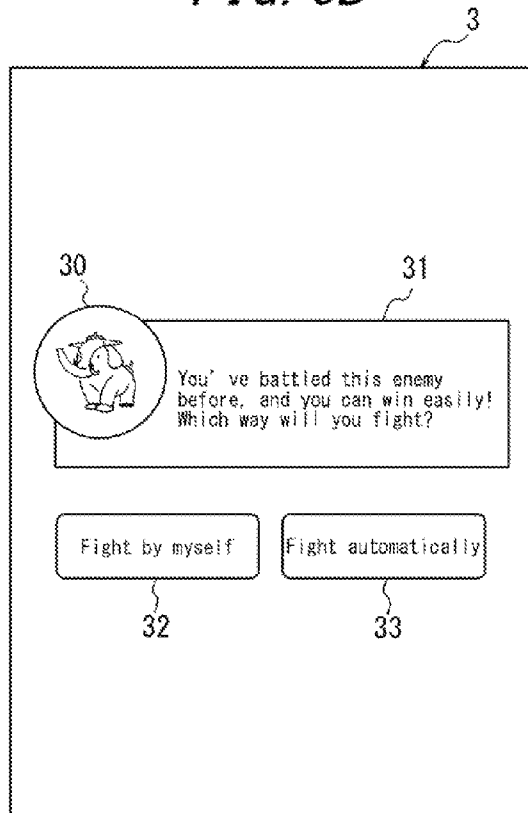 3
30
31
You've battled this enemy
before, and you can win easily!
Which way will you fight?
Fight by myself
Fight automatically
32
33